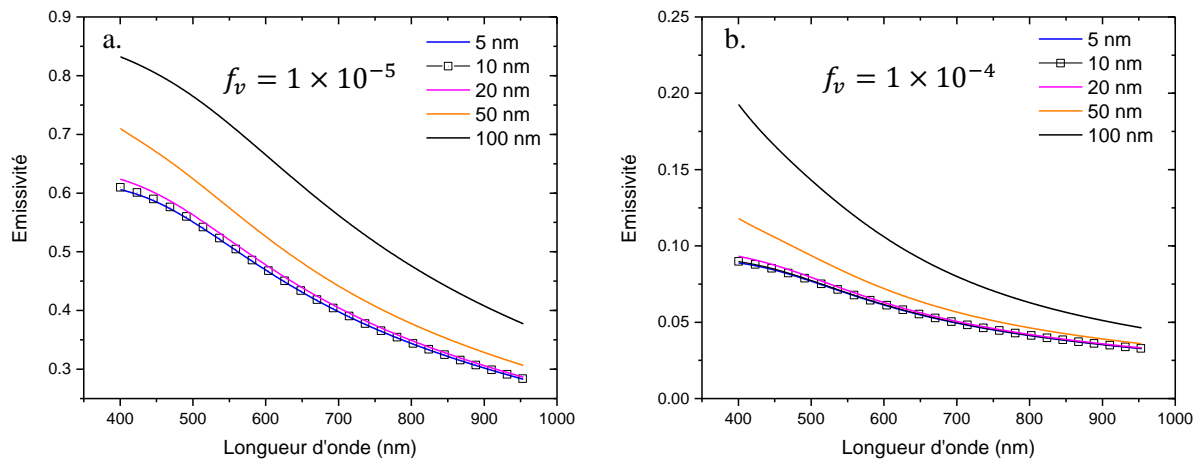 a.
f_v = 1 × 10⁻⁵
5 nm
10 nm
20 nm
50 nm
100 nm
Emissivité
0.9
0.8
0.7
0.6
0.5
0.4
0.3
400 500 600 700 800 900 1000
Longueur d'onde (nm)
b.
f_v = 1 × 10⁻⁴
5 nm
10 nm
20 nm
50 nm
100 nm
Emissivité
0.25
0.20
0.15
0.10
0.05
0.00
400 500 600 700 800 900 1000
Longueur d'onde (nm)